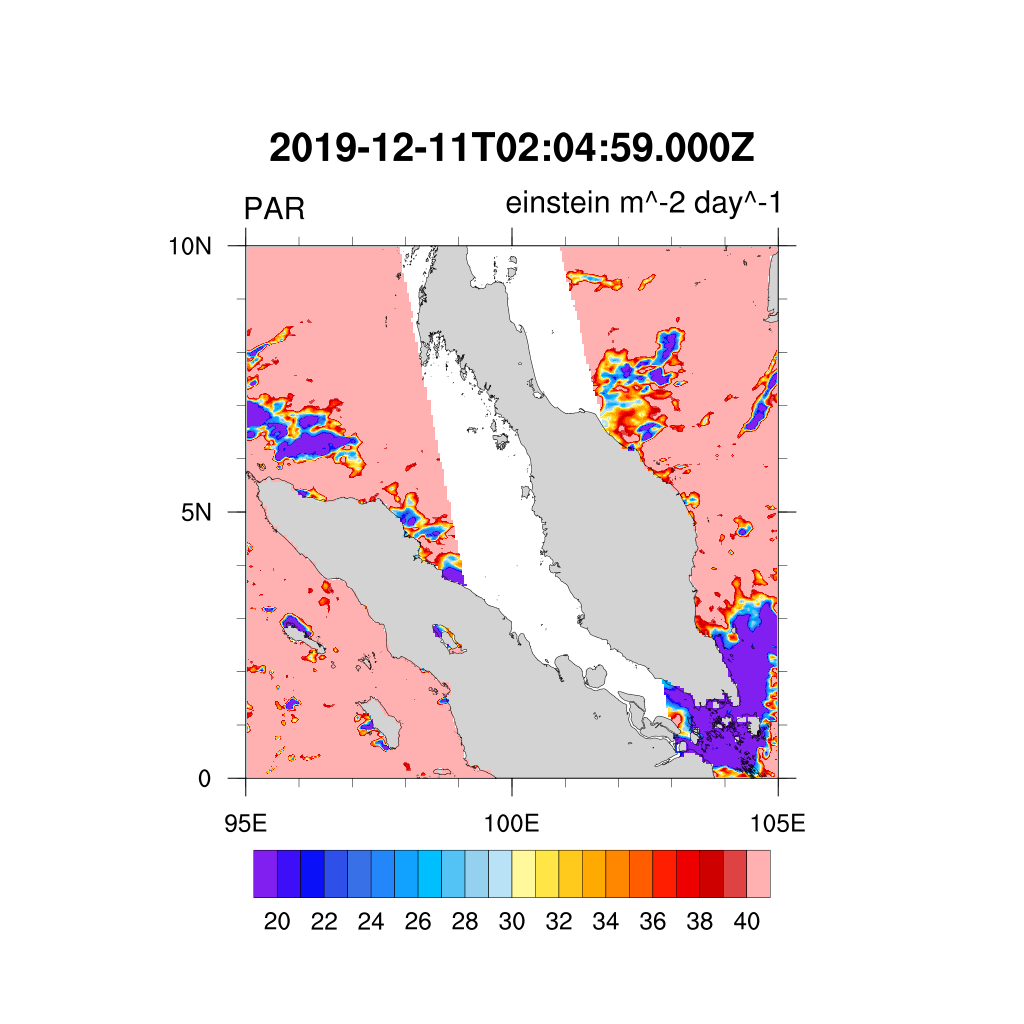 2019-12-11T02:04:59.000Z
PAR einstein m^-2 day^-1
10N
5N
0
95E 100E 105E
20 22 24 26 28 30 32 34 36 38 40